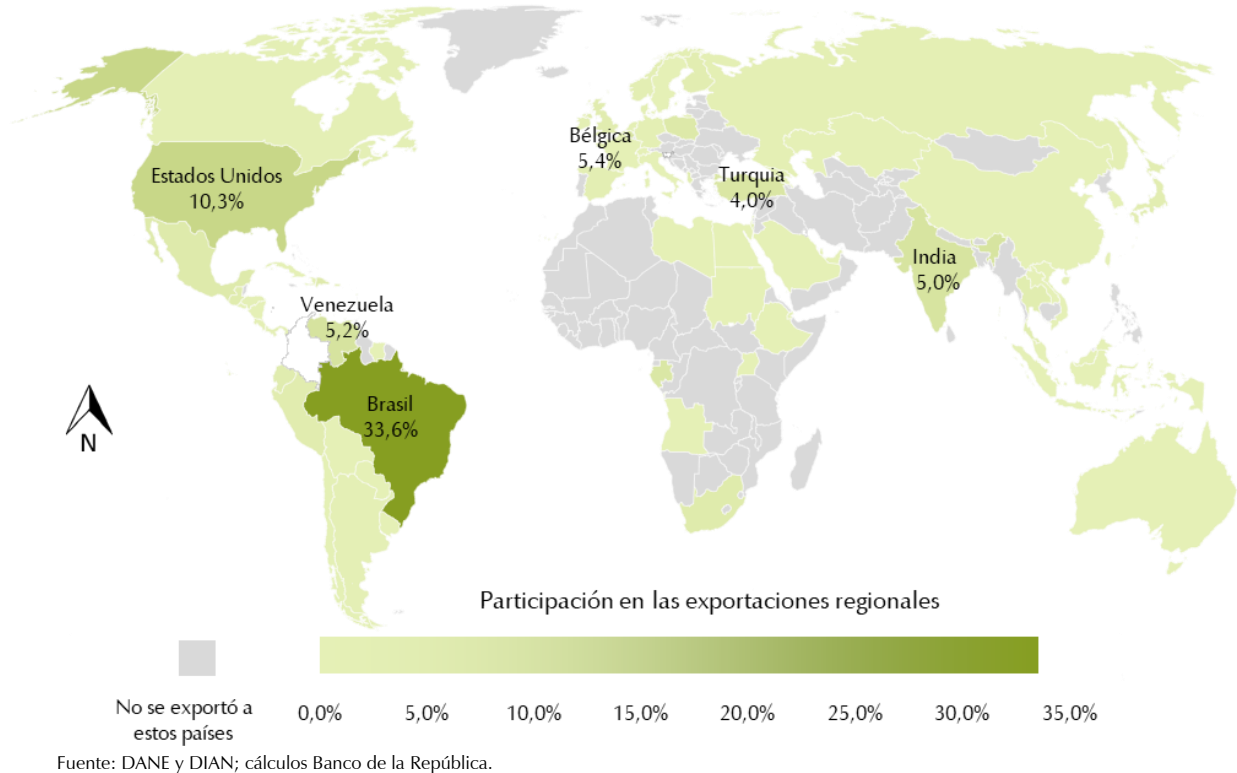 Bélgica
5,4%
Estados Unidos
10,3%
Turquia
4,0%
India
5,0%
Venezuela
5,2%
Brasil
33,6%
N
Participación en las exportaciones regionales
No se exportó a
estos países
0,0% 5,0% 10,0% 15,0% 20,0% 25,0% 30,0% 35,0%
Fuente: DANE y DIAN; cálculos Banco de la República.